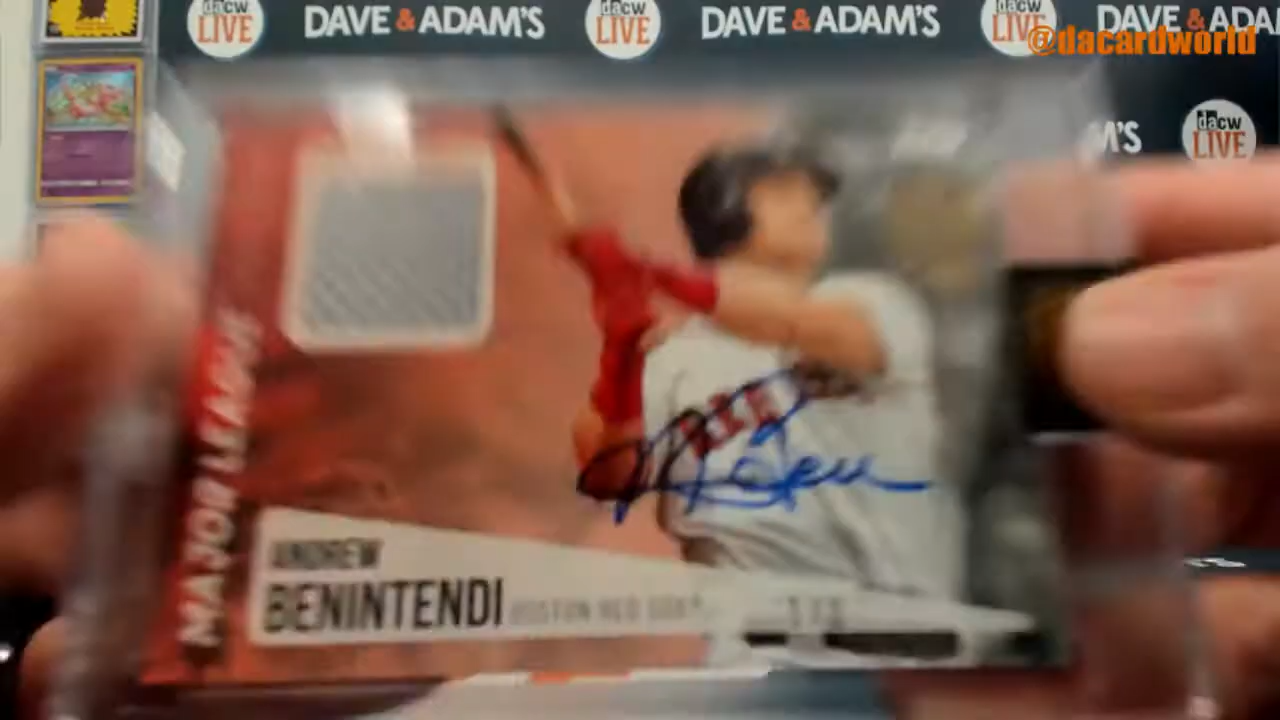 dacw LIVE DAVE & ADAM'S dacw LIVE DAVE & ADAM'S dacw LIVE DAVE & ADA
@dacardworld
M'S dacw LIVE
MAJOR LEAGUE
ANDREW
BENINTENDI BOSTON RED SOX